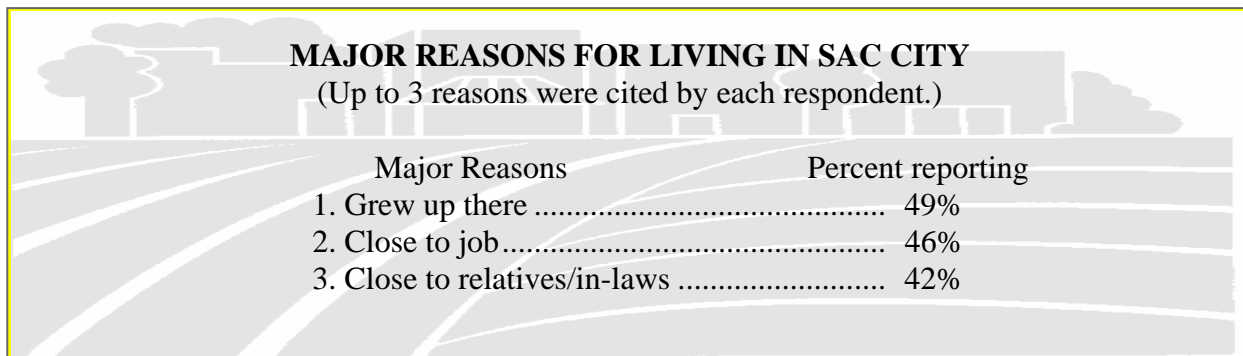 MAJOR REASONS FOR LIVING IN SAC CITY
(Up to 3 reasons were cited by each respondent.)
Major Reasons Percent reporting
1. Grew up there ............................................ 49%
2. Close to job................................................ 46%
3. Close to relatives/in-laws .......................... 42%